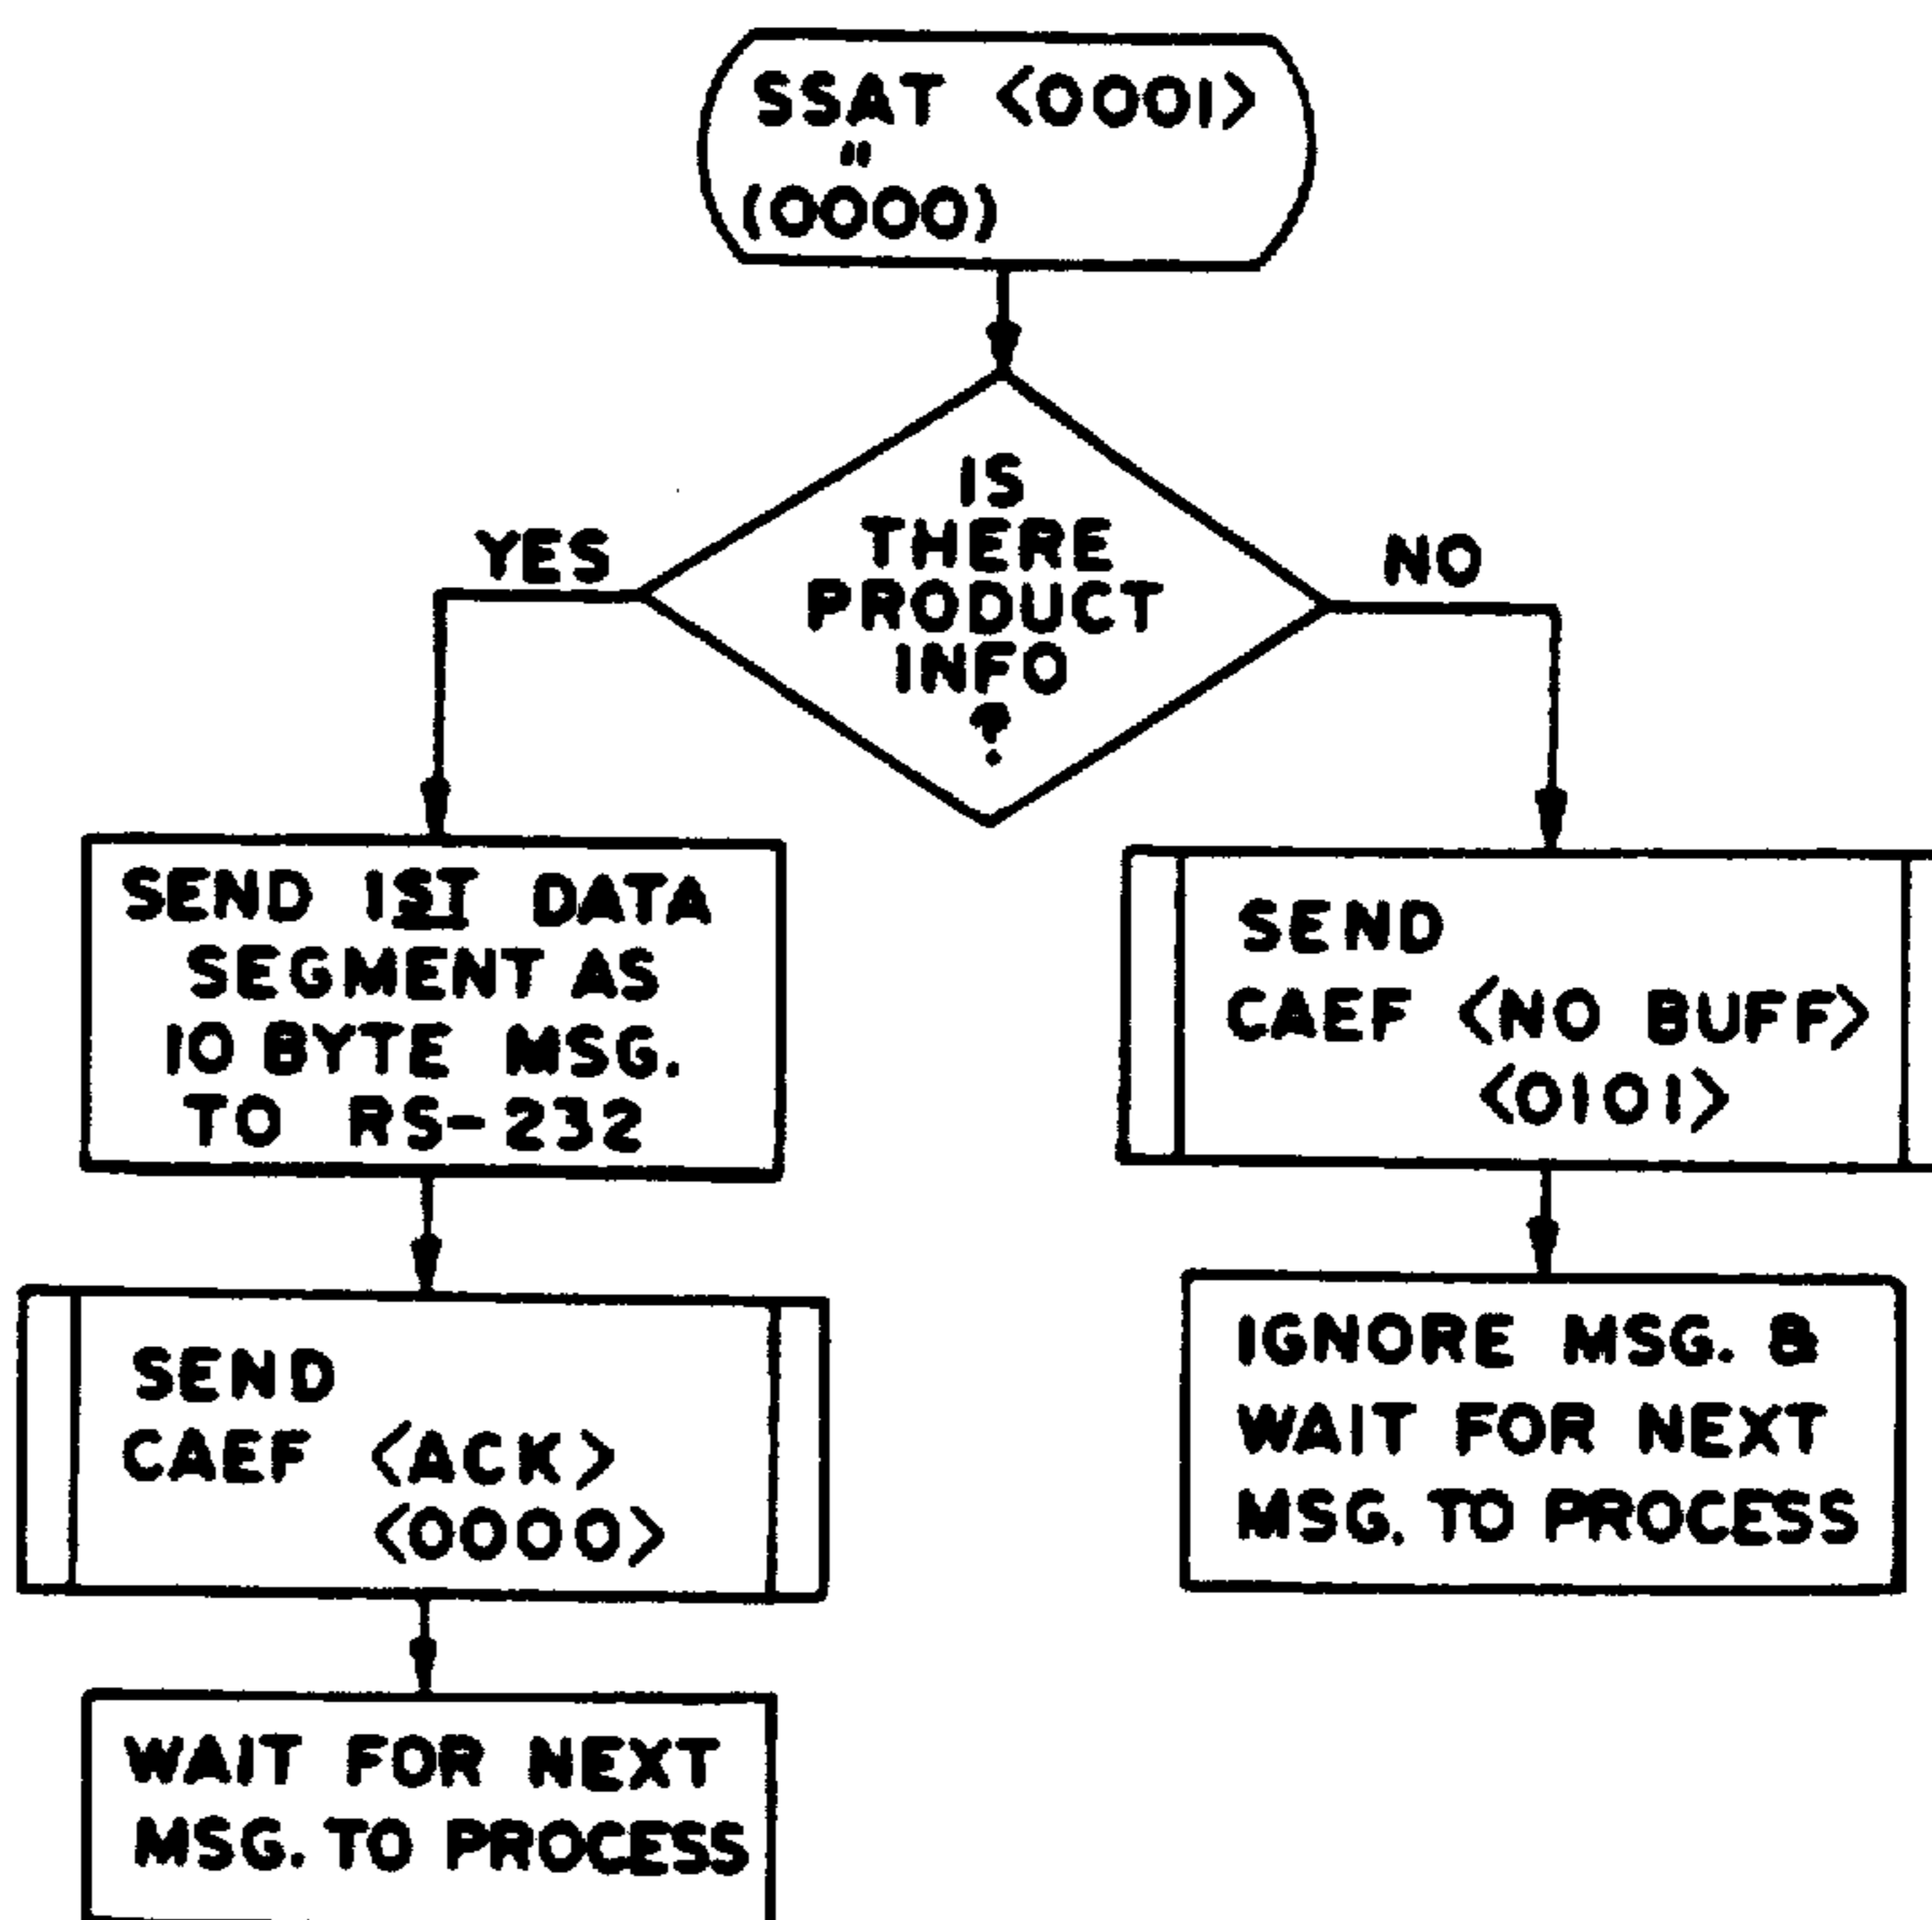 SSAT <0001>
"
(0000)
IS
THERE
PRODUCT
INFO
?
YES
NO
SEND 1ST DATA
SEGMENT AS
10 BYTE MSG.
TO RS-232
SEND
CAEF <NO BUFF>
<0101>
SEND
CAEF <ACK>
<0000>
IGNORE MSG. &
WAIT FOR NEXT
MSG. TO PROCESS
WAIT FOR NEXT
MSG. TO PROCESS